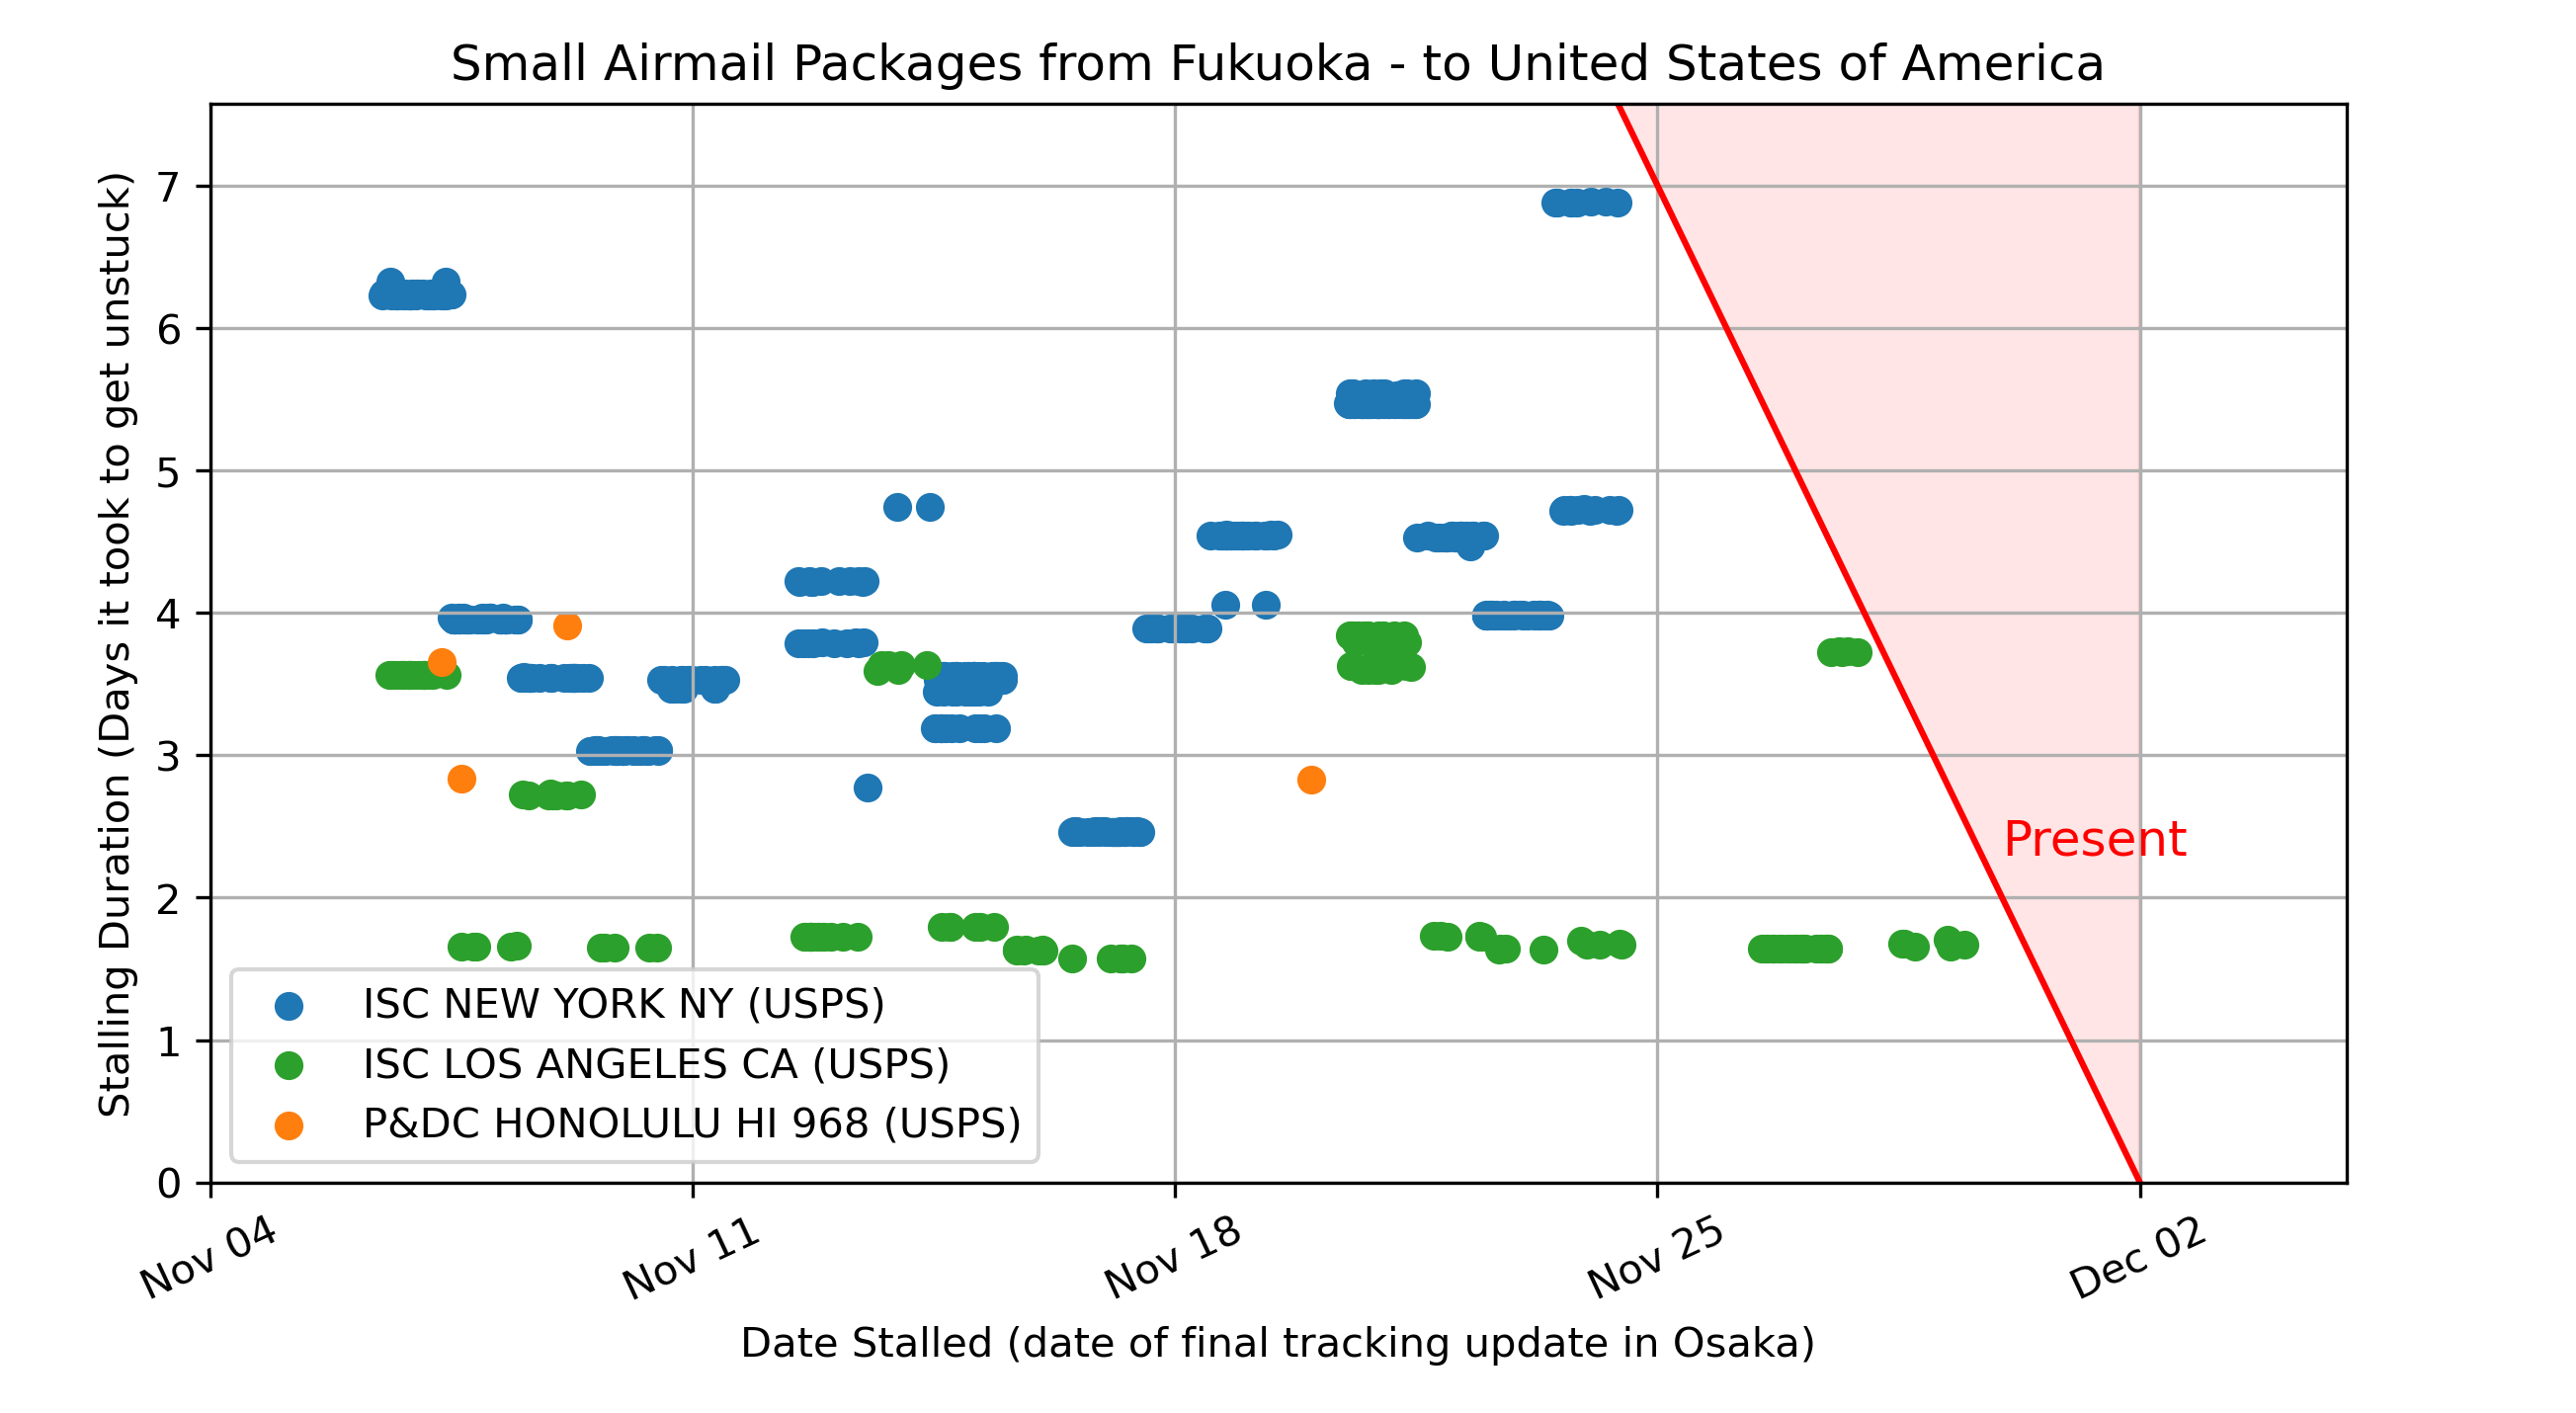 Small Airmail Packages from Fukuoka - to United States of America
Stalling Duration (Days it took to get unstuck)
7
6
5
4
3
2
1
0
Present
ISC NEW YORK NY (USPS)
ISC LOS ANGELES CA (USPS)
P&DC HONOLULU HI 968 (USPS)
Nov 04
Nov 11
Nov 18
Nov 25
Dec 02
Date Stalled (date of final tracking update in Osaka)